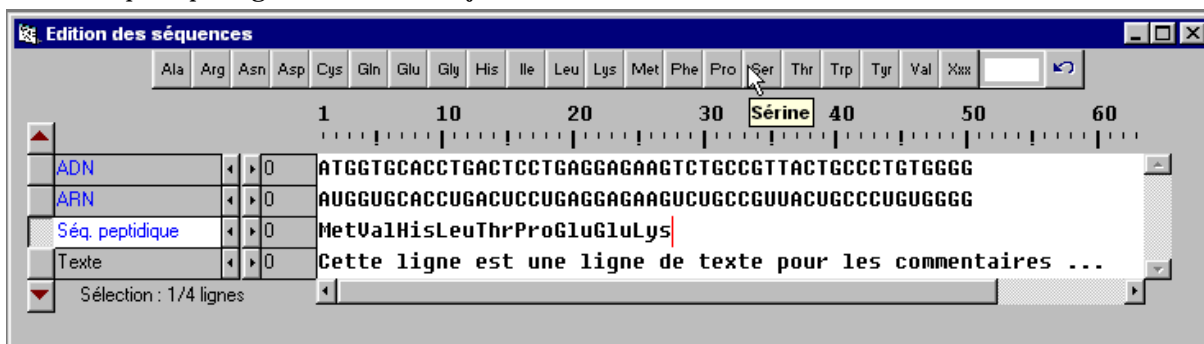 Edition des séquences
Ala Arg Asn Asp Cys Gln Glu Gly His Ile Leu Lys Met Phe Pro Ser Thr Trp Tyr Val Xxx
Sérine
1 10 20 30 40 50 60
ADN 0 ATGGTGCACCTGACTCCTGAGGAGAAGTCTGCCGTTACTGCCCTGTGGGG
ARN 0 AUGGUGCACCUGACUCCUGAGGAGAAGUCUGCCGUUACUGCCCUGUGGGG
Séq. peptidique 0 MetValHisLeuThrProGluGluLys
Texte 0 Cette ligne est une ligne de texte pour les commentaires ...
Sélection : 1/4 lignes